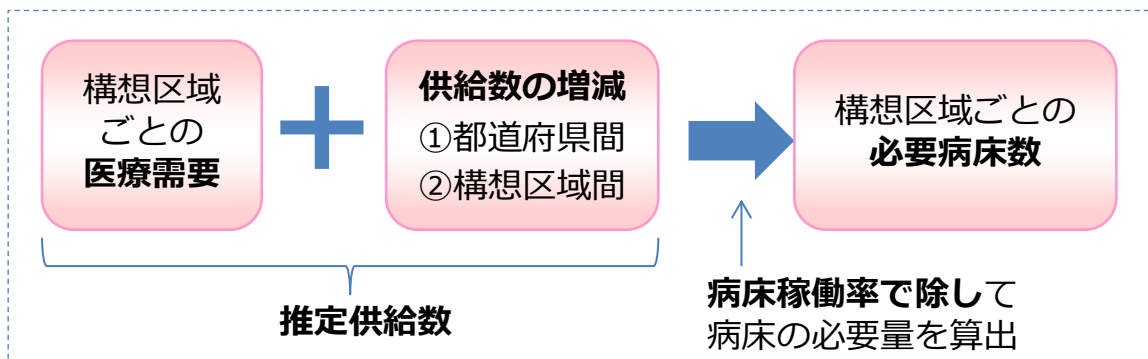 構想区域
ごとの
医療需要
供給数の増減
①都道府県間
②構想区域間
構想区域ごとの
必要病床数
推定供給数
病床稼働率で除して
病床の必要量を算出